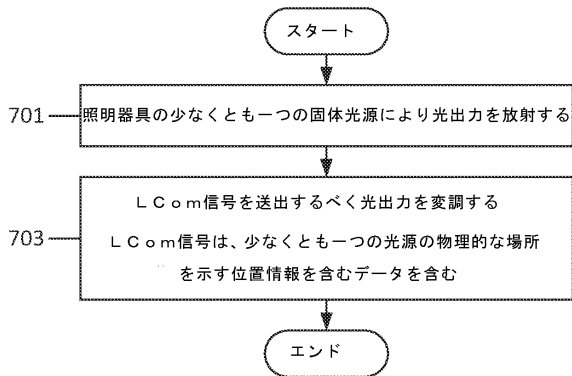 スタート
701
照明器具の少なくとも一つの固体光源により光出力を放射する
703
ＬＣｏｍ信号を送出するべく光出力を変調する
ＬＣｏｍ信号は、少なくとも一つの光源の物理的な場所
を示す位置情報を含むデータを含む
エンド